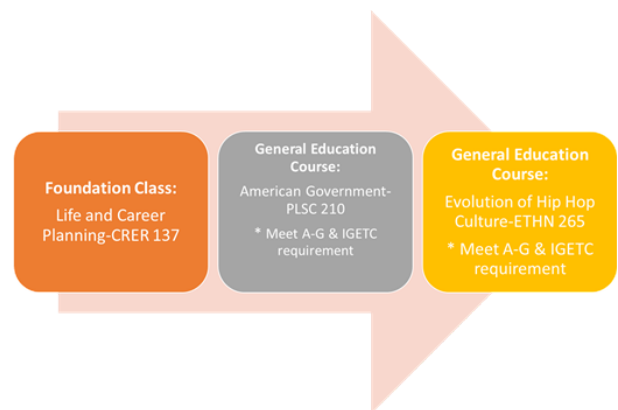 Foundation Class:
Life and Career
Planning-CRER 137
General Education
Course:
American Government-
PLSC 210
* Meet A-G & IGETC
requirement
General Education
Course:
Evolution of Hip Hop
Culture-ETHN 265
* Meet A-G & IGETC
requirement